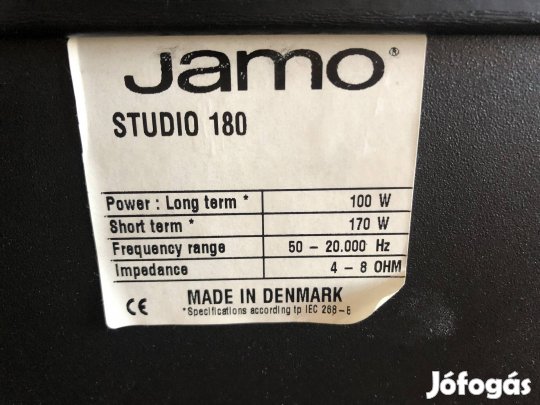 Jamo®
STUDIO 180
Power : Long term * 100 W
Short term * 170 W
Frequency range 50 – 20.000 Hz
Impedance 4 – 8 OHM
CE MADE IN DENMARK
*Specifications according tp IEC 268-5
Jófogás